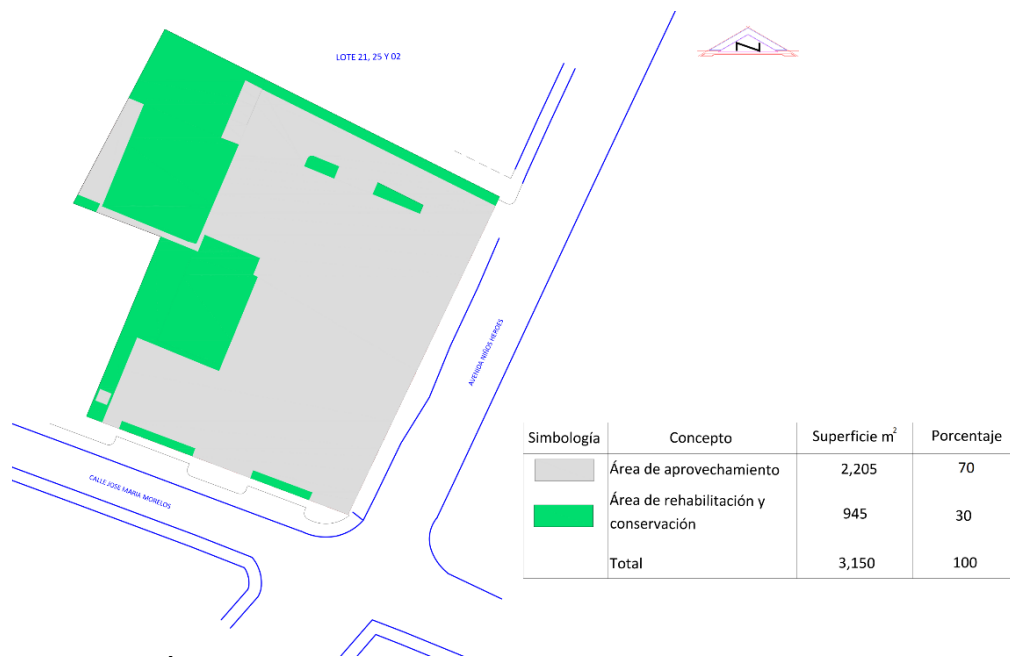 LOTE 21, 25 Y 02
N
AVENIDA NIÑOS HEROES
CALLE JOSE MARIA MORELOS
Simbología Concepto Superficie m² Porcentaje
Área de aprovechamiento 2,205 70
Área de rehabilitación y
conservación 945 30
Total 3,150 100